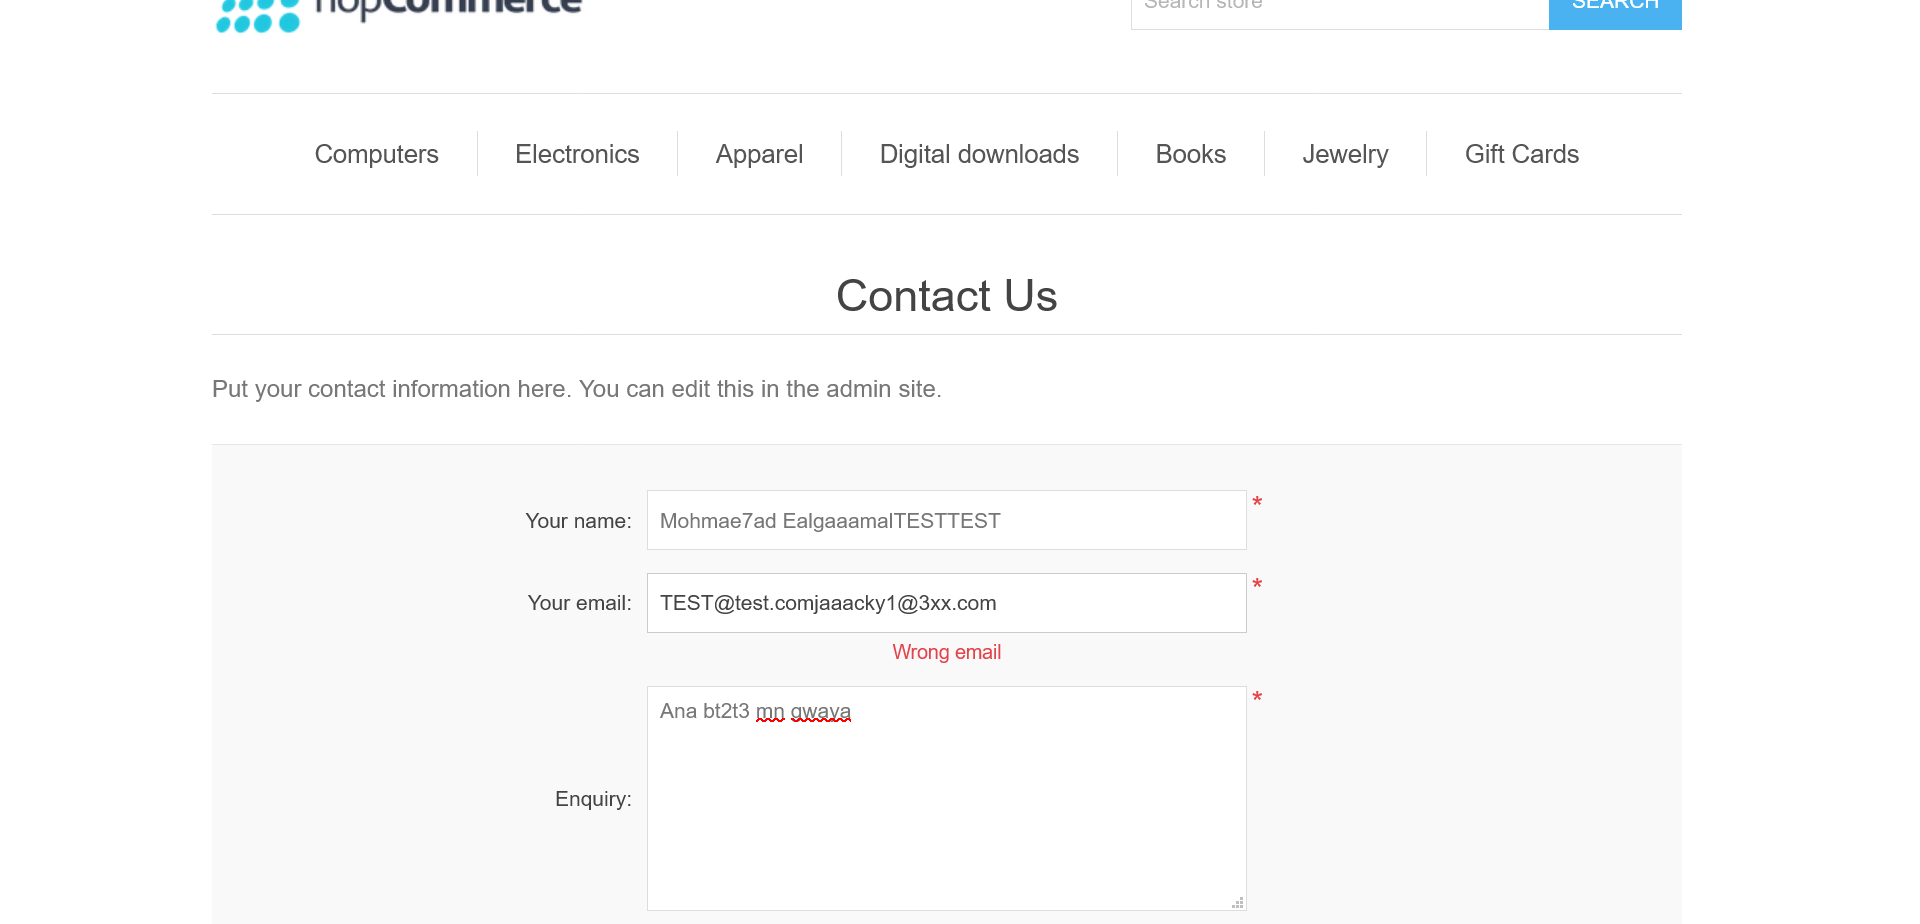 nopCommerce
Search store
SEARCH
Computers
Electronics
Apparel
Digital downloads
Books
Jewelry
Gift Cards
Contact Us
Put your contact information here. You can edit this in the admin site.
Your name:
Mohmae7ad EalgaaamalTESTTEST
*
Your email:
TEST@test.comjaaacky1@3xx.com
*
Wrong email
Enquiry:
Ana bt2t3 mn gwaya
*